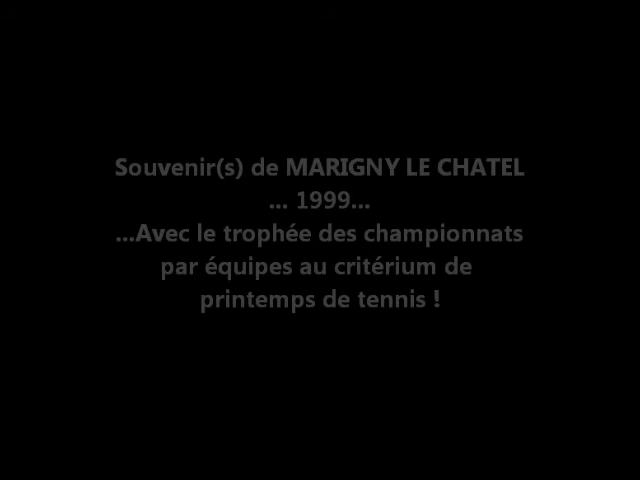 Souvenir(s) de MARIGNY LE CHATEL
... 1999...
...Avec le trophée des championnats
par équipes au critérium de
printemps de tennis !